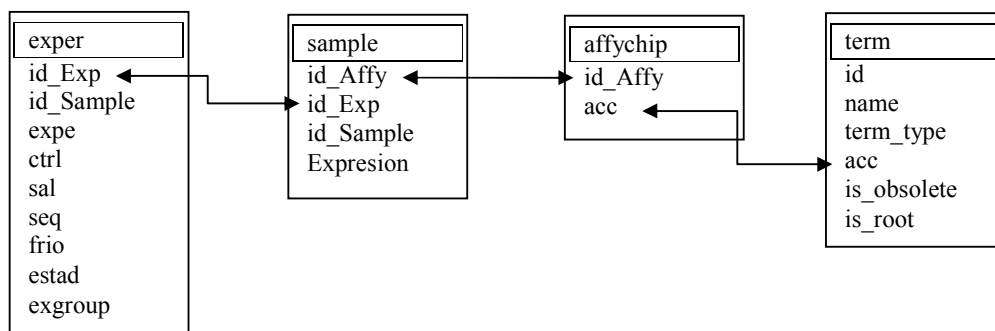 exper
id_Exp
id_Sample
expe
ctrl
sal
seq
frio
estad
exgroup
sample
id_Affy
id_Exp
id_Sample
Expresion
affychip
id_Affy
acc
term
id
name
term_type
acc
is_obsolete
is_root